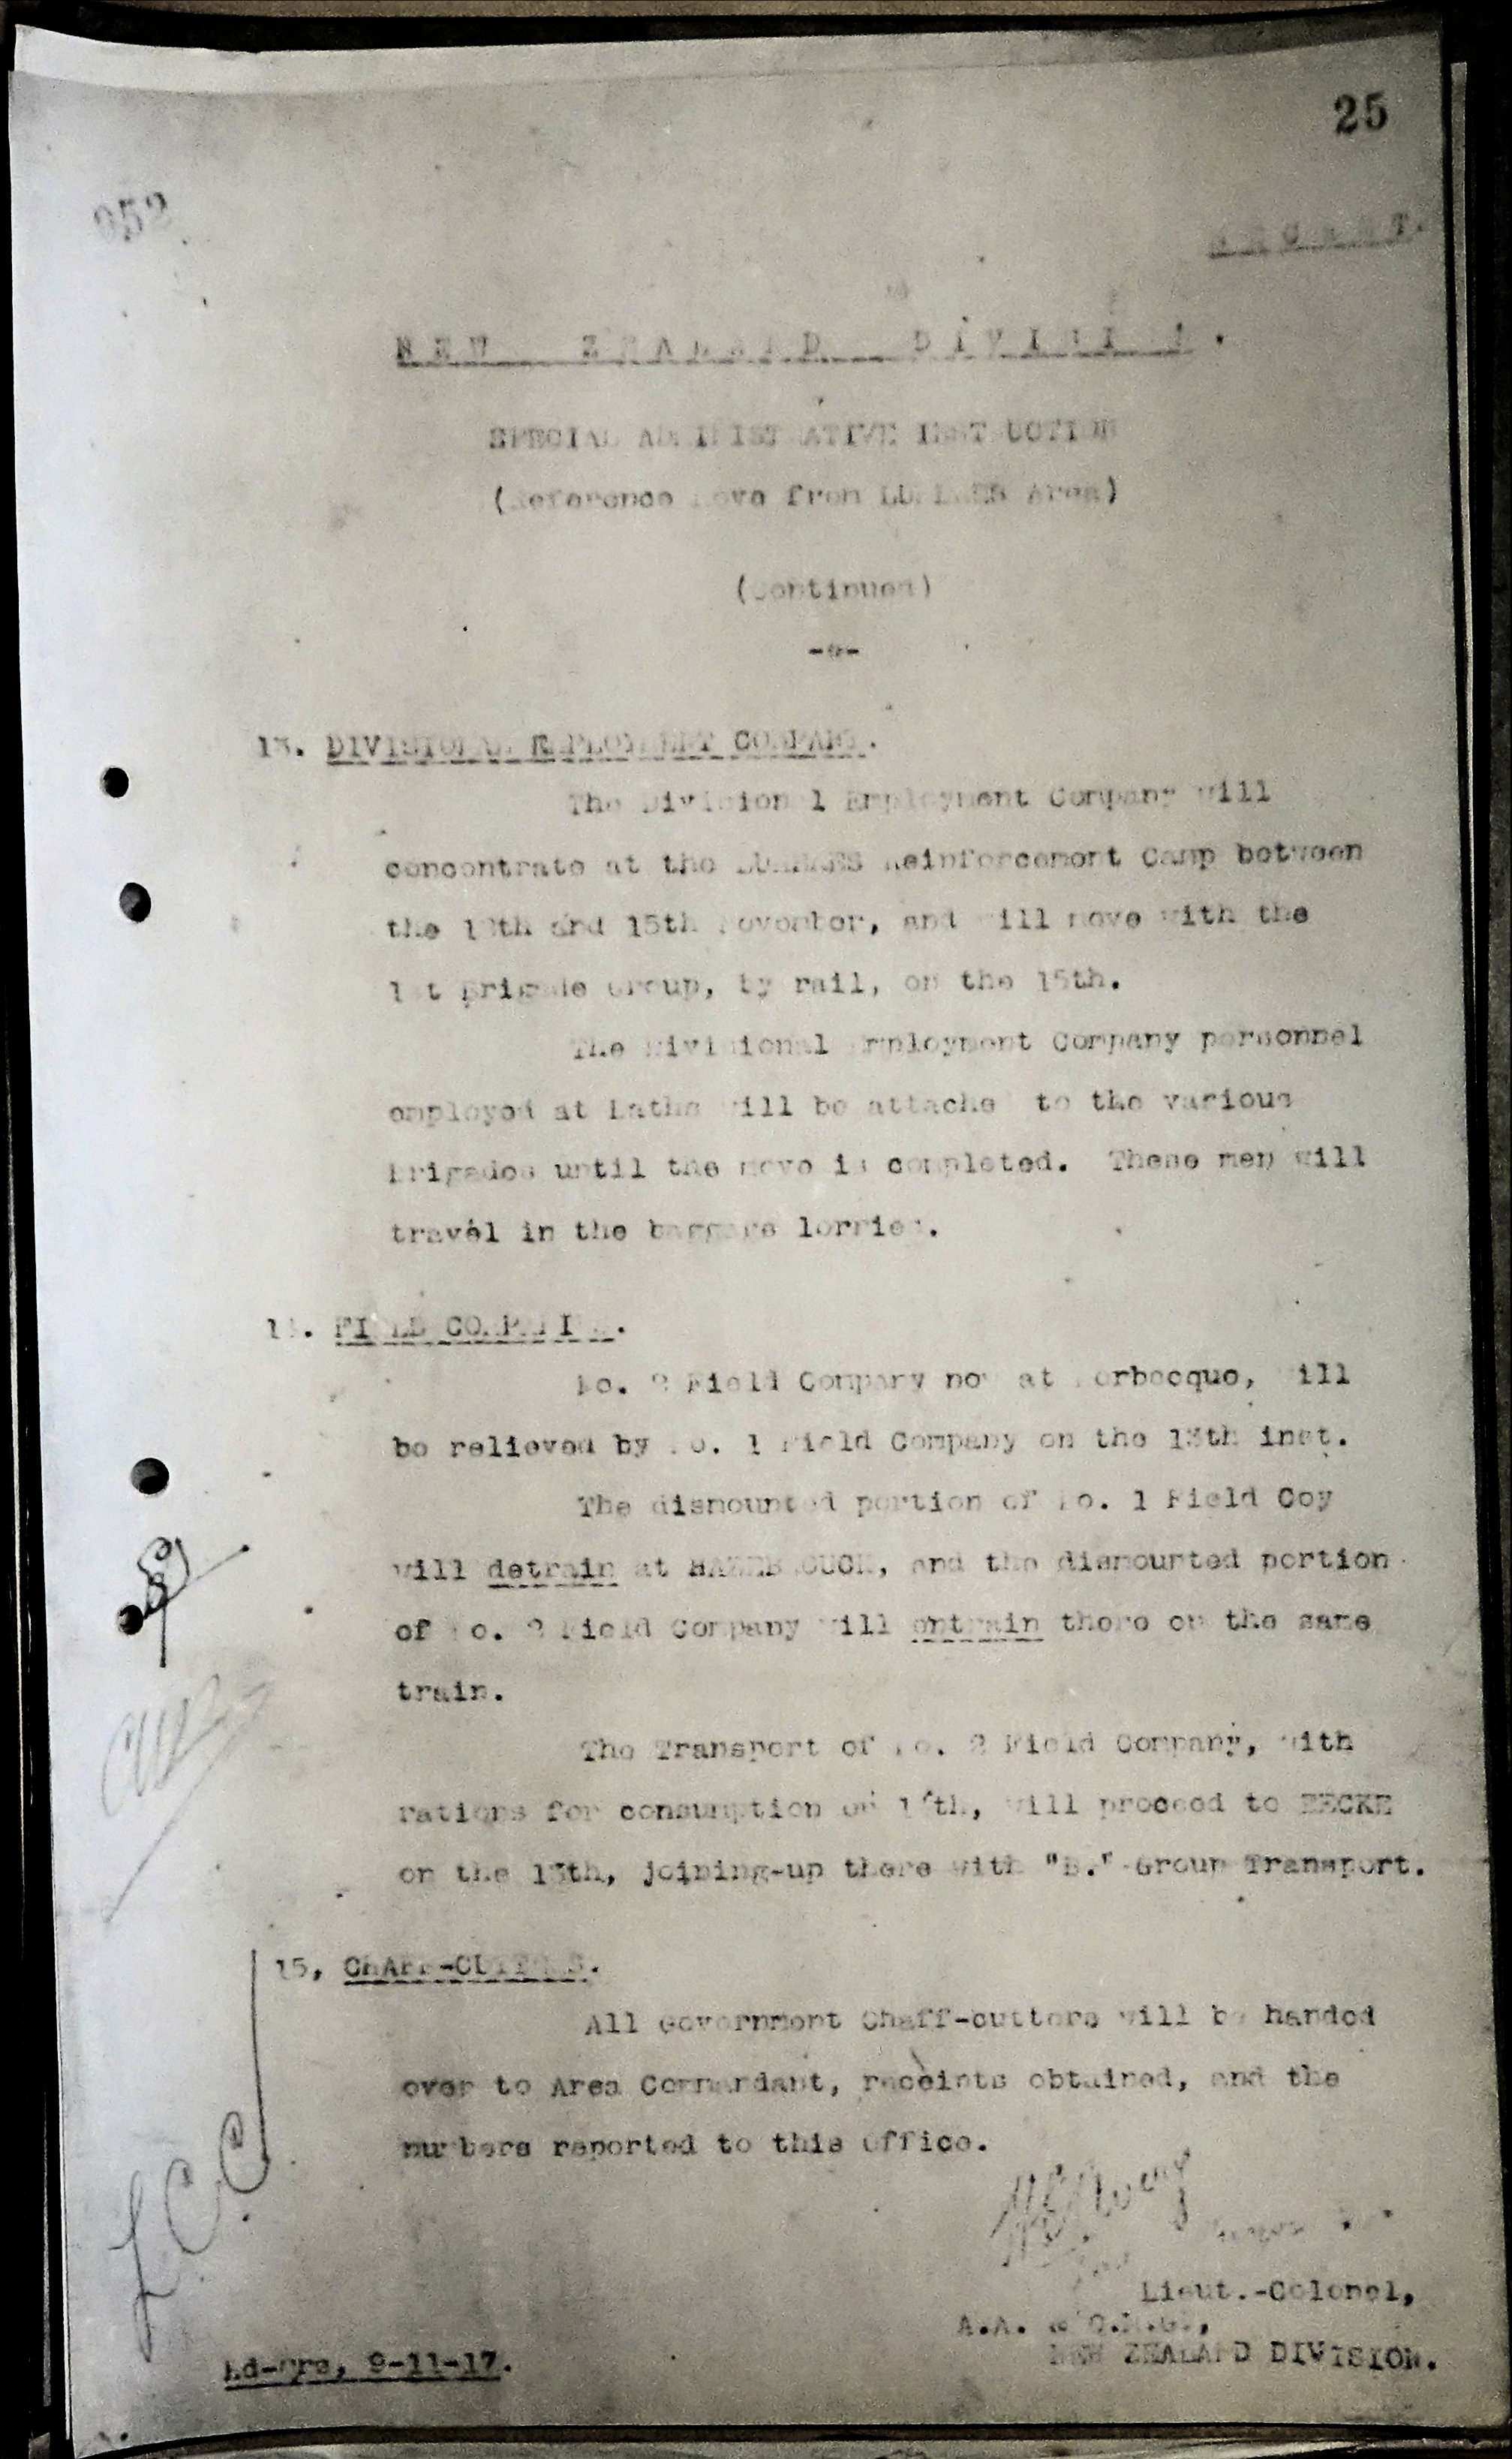 25
952
SECRET.
NEW ZEALAND DIVISION.
SPECIAL ADMINISTRATIVE INSTRUCTION
(Reference Move from LUMBRES Area)
(Continued)
-o-
13. DIVISIONAL EMPLOYMENT COMPANY.
The Divisional Employment Company will
concentrate at the LUMBRES Reinforcement Camp between
the and 15th November, and will move with the
1st Brigade Group, by rail, on the 15th.
The Divisional Employment Company personnel
employed at Baths will be attached to the various
Brigades until the move is completed. These men will
travel in the baggage lorries.
14. FIELD COMPANIES.
No. 2 Field Company now at Morbecque, will
be relieved by No. 1 Field Company on the 13th inst.
The dismounted portion of No. 1 Field Coy
will detrain at HAZEBROUCK, and the dismounted portion
of No. 2 Field Company will entrain there on the same
train.
The Transport of No. 2 Field Company, with
rations for consumption on will proceed to EECKE
on the 13th, joining-up there with "B." Group Transport.
15, CHAFF-CUTTERS.
All Government Chaff-cutters will be handed
over to Area Commandant, receipts obtained, and the
numbers reported to this Office.
Lieut.-Colonel,
A.A. & Q.M.G.,
NEW ZEALAND DIVISION.
Hd-Qrs, 9-11-17.